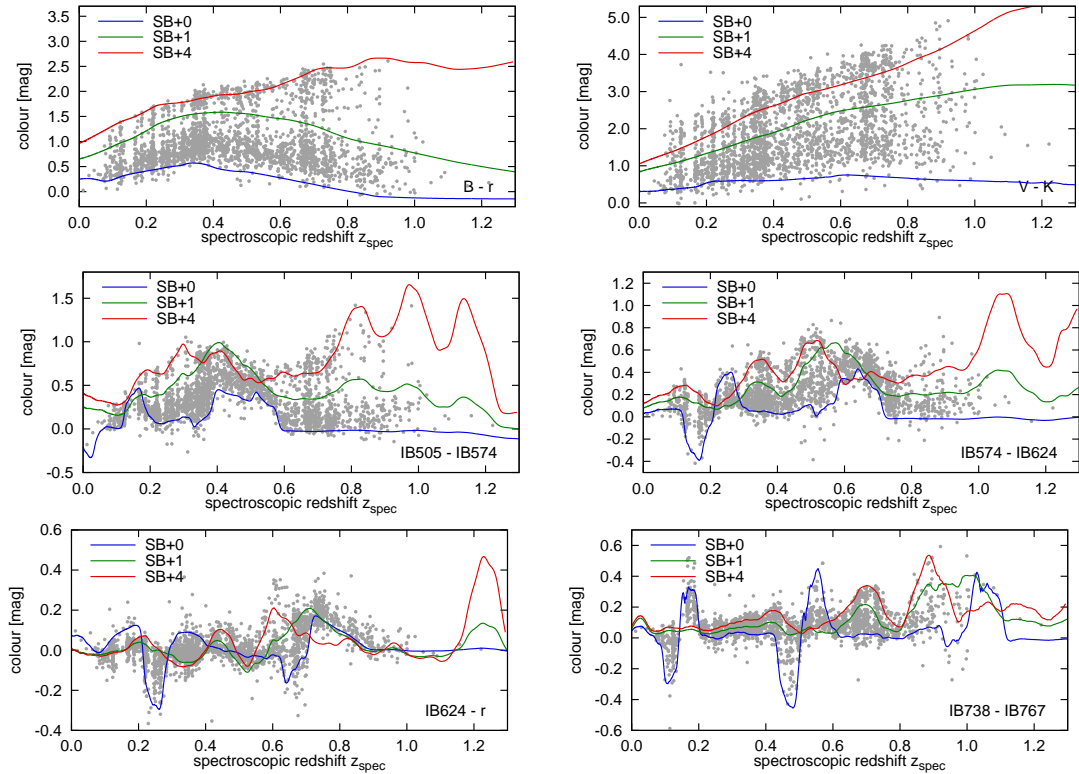 SB+0
SB+1
SB+4
colour [mag]
3.5
3.0
2.5
2.0
1.5
1.0
0.5
0.0
B - r
0.0 0.2 0.4 0.6 0.8 1.0 1.2
spectroscopic redshift z_spec
SB+0
SB+1
SB+4
colour [mag]
5.0
4.0
3.0
2.0
1.0
0.0
V - K
0.0 0.2 0.4 0.6 0.8 1.0 1.2
spectroscopic redshift z_spec
SB+0
SB+1
SB+4
colour [mag]
1.5
1.0
0.5
0.0
-0.5
IB505 - IB574
0.0 0.2 0.4 0.6 0.8 1.0 1.2
spectroscopic redshift z_spec
SB+0
SB+1
SB+4
colour [mag]
1.2
1.0
0.8
0.6
0.4
0.2
0.0
-0.2
-0.4
IB574 - IB624
0.0 0.2 0.4 0.6 0.8 1.0 1.2
spectroscopic redshift z_spec
SB+0
SB+1
SB+4
colour [mag]
0.6
0.4
0.2
0.0
-0.2
-0.4
IB624 - r
0.0 0.2 0.4 0.6 0.8 1.0 1.2
spectroscopic redshift z_spec
SB+0
SB+1
SB+4
colour [mag]
0.6
0.4
0.2
0.0
-0.2
-0.4
-0.6
IB738 - IB767
0.0 0.2 0.4 0.6 0.8 1.0 1.2
spectroscopic redshift z_spec